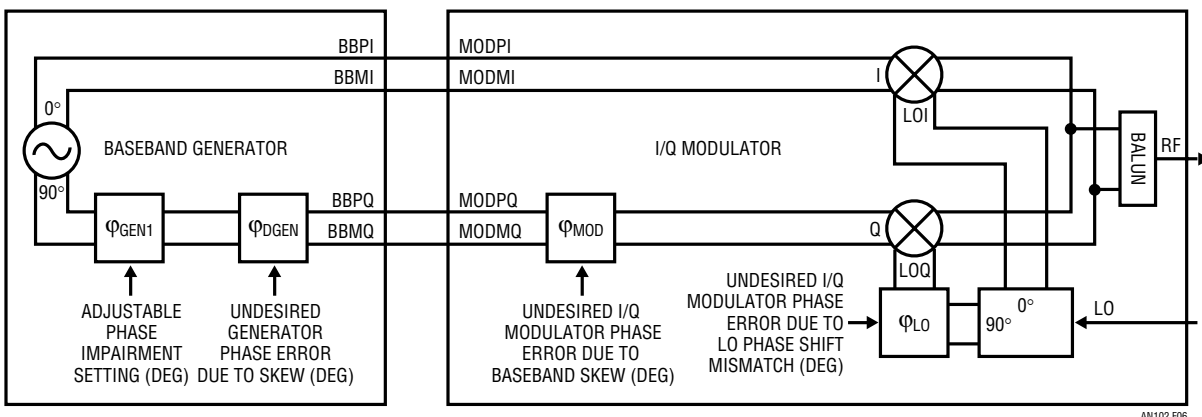 BBPI
BBMI
MODPI
MODMI
0°
90°
BASEBAND GENERATOR
I/Q MODULATOR
I
LOI
BALUN
RF
BBPQ
BBMQ
MODPQ
MODMQ
φGEN1
φDGEN
φMOD
Q
LOQ
φLO
0°
90°
LO
ADJUSTABLE
PHASE
IMPAIRMENT
SETTING (DEG)
UNDESIRED
GENERATOR
PHASE ERROR
DUE TO SKEW (DEG)
UNDESIRED I/Q
MODULATOR PHASE
ERROR DUE TO
BASEBAND SKEW (DEG)
UNDESIRED I/Q
MODULATOR PHASE
ERROR DUE TO
LO PHASE SHIFT
MISMATCH (DEG)
AN102 F06